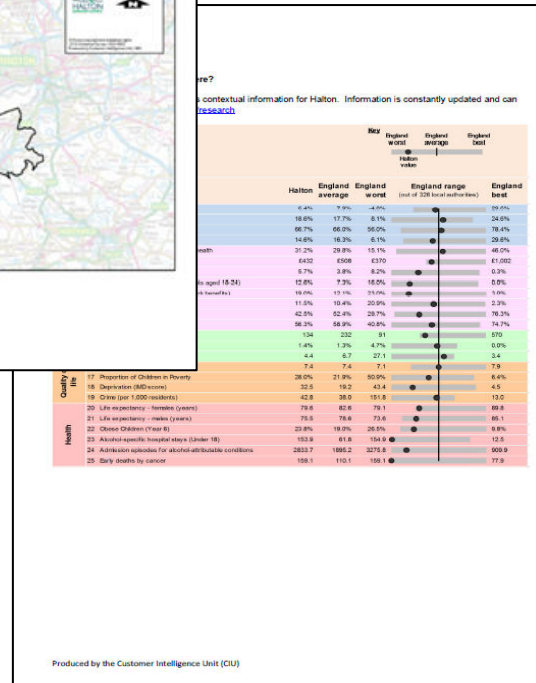 HALTON
ere?
s contextual information for Halton. Information is constantly updated and can
/research
Key
England worst England average England best
Halton value
Halton England average England worst England range England best
(out of 326 local authorities)
18.6% 17.7% 8.1% 24.6%
66.7% 66.0% 56.0% 78.4%
14.6% 16.3% 6.1% 29.6%
ealth 31.2% 29.8% 15.1% 46.0%
£432 £508 £370 £1,002
5.7% 3.8% 8.2% 0.3%
ts aged 18-24) 12.8% 7.3% 0.0%
11.5% 10.4% 20.9% 2.3%
42.5% 52.4% 29.7% 76.3%
56.3% 58.9% 40.8% 74.7%
134 232 91 570
1.4% 1.3% 4.7% 0.0%
4.4 6.7 27.1 3.4
7.4 7.4 7.1 7.9
Quality life
17 Proportion of Children in Poverty 28.0% 21.9% 50.9% 6.4%
18 Deprivation (IMD score) 32.5 19.2 43.4 4.5
19 Crime (per 1,000 residents) 42.8 38.0 151.8 13.0
Health
20 Life expectancy - females (years) 79.6 82.6 79.1 89.8
21 Life expectancy - males (years) 75.5 78.6 73.6 85.1
22 Obese Children (Year 6) 23.8% 19.0% 26.5% 9.8%
23 Alcohol-specific hospital stays (Under 18) 153.9 61.8 154.9 12.5
24 Admission episodes for alcohol-attributable conditions 2833.7 1895.2 3275.8 909.9
25 Early deaths by cancer 159.1 110.1 159.1 77.9
Produced by the Customer Intelligence Unit (CIU)